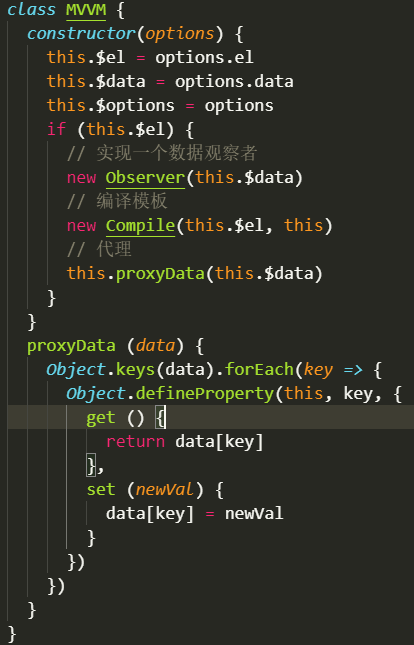 class MVVM {
  constructor(options) {
    this.$el = options.el
    this.$data = options.data
    this.$options = options
    if (this.$el) {
      // 实现一个数据观察者
      new Observer(this.$data)
      // 编译模板
      new Compile(this.$el, this)
      // 代理
      this.proxyData(this.$data)
    }
  }
  proxyData (data) {
    Object.keys(data).forEach(key => {
      Object.defineProperty(this, key, {
        get () {
          return data[key]
        },
        set (newVal) {
          data[key] = newVal
        }
      })
    })
  }
}